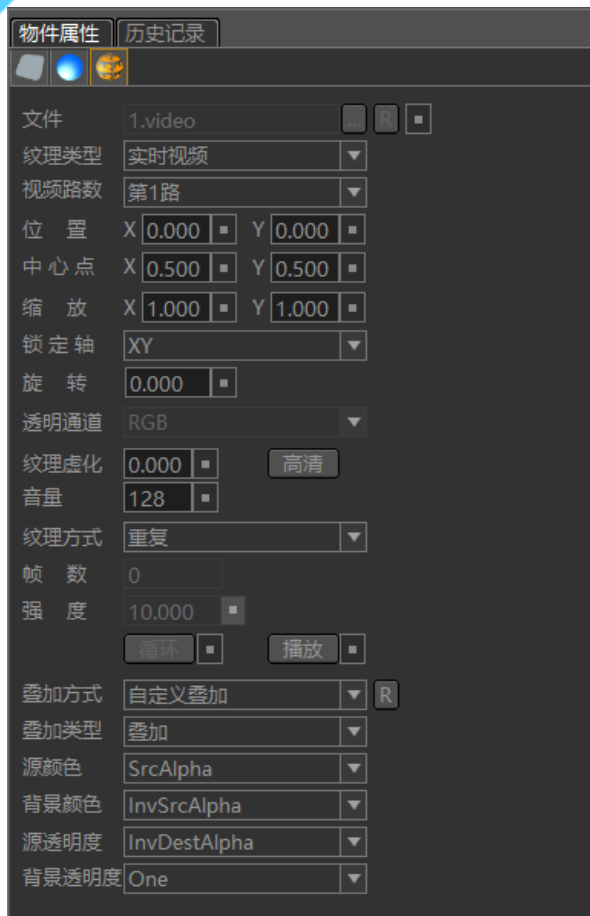 物件属性 历史记录
文件 1.video ... R
纹理类型 实时视频
视频路数 第1路
位 置 X 0.000 Y 0.000
中心点 X 0.500 Y 0.500
缩 放 X 1.000 Y 1.000
锁定轴 XY
旋 转 0.000
透明通道 RGB
纹理虚化 0.000 高清
音量 128
纹理方式 重复
帧 数 0
强 度 10.000
循环 播放
叠加方式 自定义叠加 R
叠加类型 叠加
源颜色 SrcAlpha
背景颜色 InvSrcAlpha
源透明度 InvDestAlpha
背景透明度 One